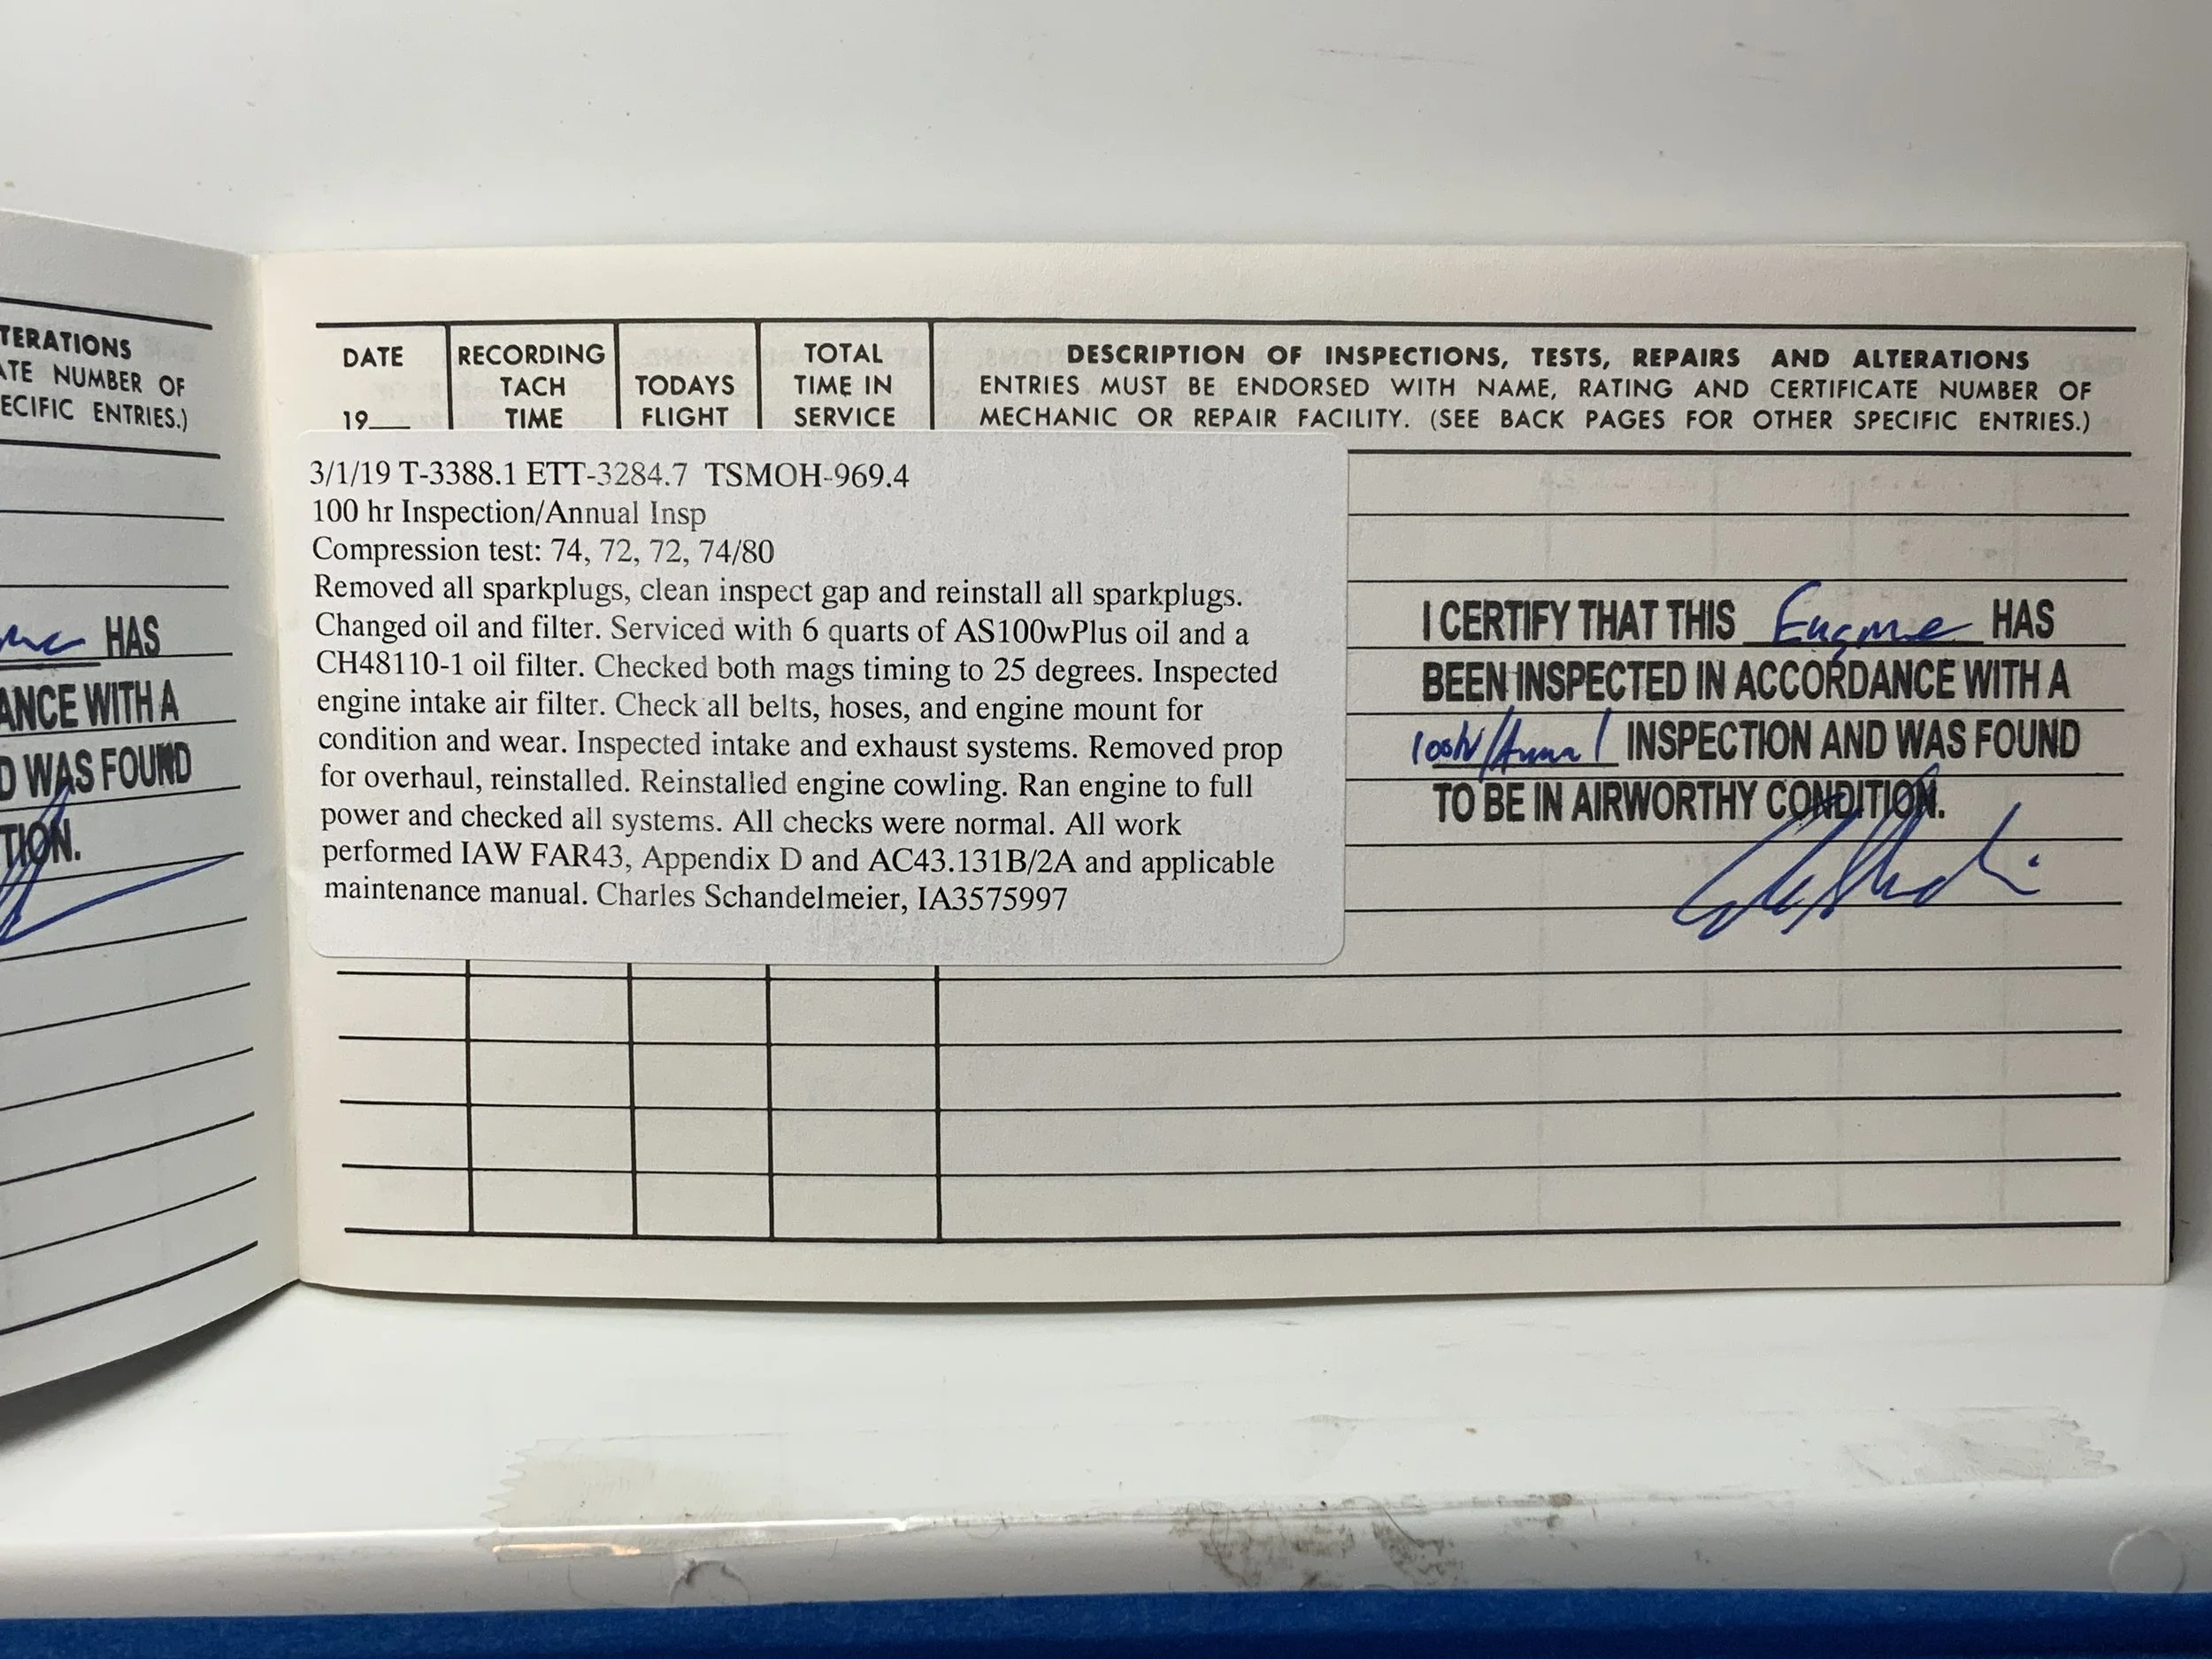 TERATIONS
ATE NUMBER OF
ECIFIC ENTRIES.)
HAS
ANCE WITH A
D WAS FOUND
TION.
DATE
19
RECORDING
TACH
TIME
TODAYS
FLIGHT
TOTAL
TIME IN
SERVICE
DESCRIPTION OF INSPECTIONS, TESTS, REPAIRS AND ALTERATIONS
ENTRIES MUST BE ENDORSED WITH NAME, RATING AND CERTIFICATE NUMBER OF
MECHANIC OR REPAIR FACILITY. (SEE BACK PAGES FOR OTHER SPECIFIC ENTRIES.)
3/1/19 T-3388.1 ETT-3284.7 TSMOH-969.4
100 hr Inspection/Annual Insp
Compression test: 74, 72, 72, 74/80
Removed all sparkplugs, clean inspect gap and reinstall all sparkplugs.
Changed oil and filter. Serviced with 6 quarts of AS100wPlus oil and a
CH48110-1 oil filter. Checked both mags timing to 25 degrees. Inspected
engine intake air filter. Check all belts, hoses, and engine mount for
condition and wear. Inspected intake and exhaust systems. Removed prop
for overhaul, reinstalled. Reinstalled engine cowling. Ran engine to full
power and checked all systems. All checks were normal. All work
performed IAW FAR43, Appendix D and AC43.131B/2A and applicable
maintenance manual. Charles Schandelmeier, IA3575997
I CERTIFY THAT THIS Engine HAS
BEEN INSPECTED IN ACCORDANCE WITH A
100hr/Annual INSPECTION AND WAS FOUND
TO BE IN AIRWORTHY CONDITION.